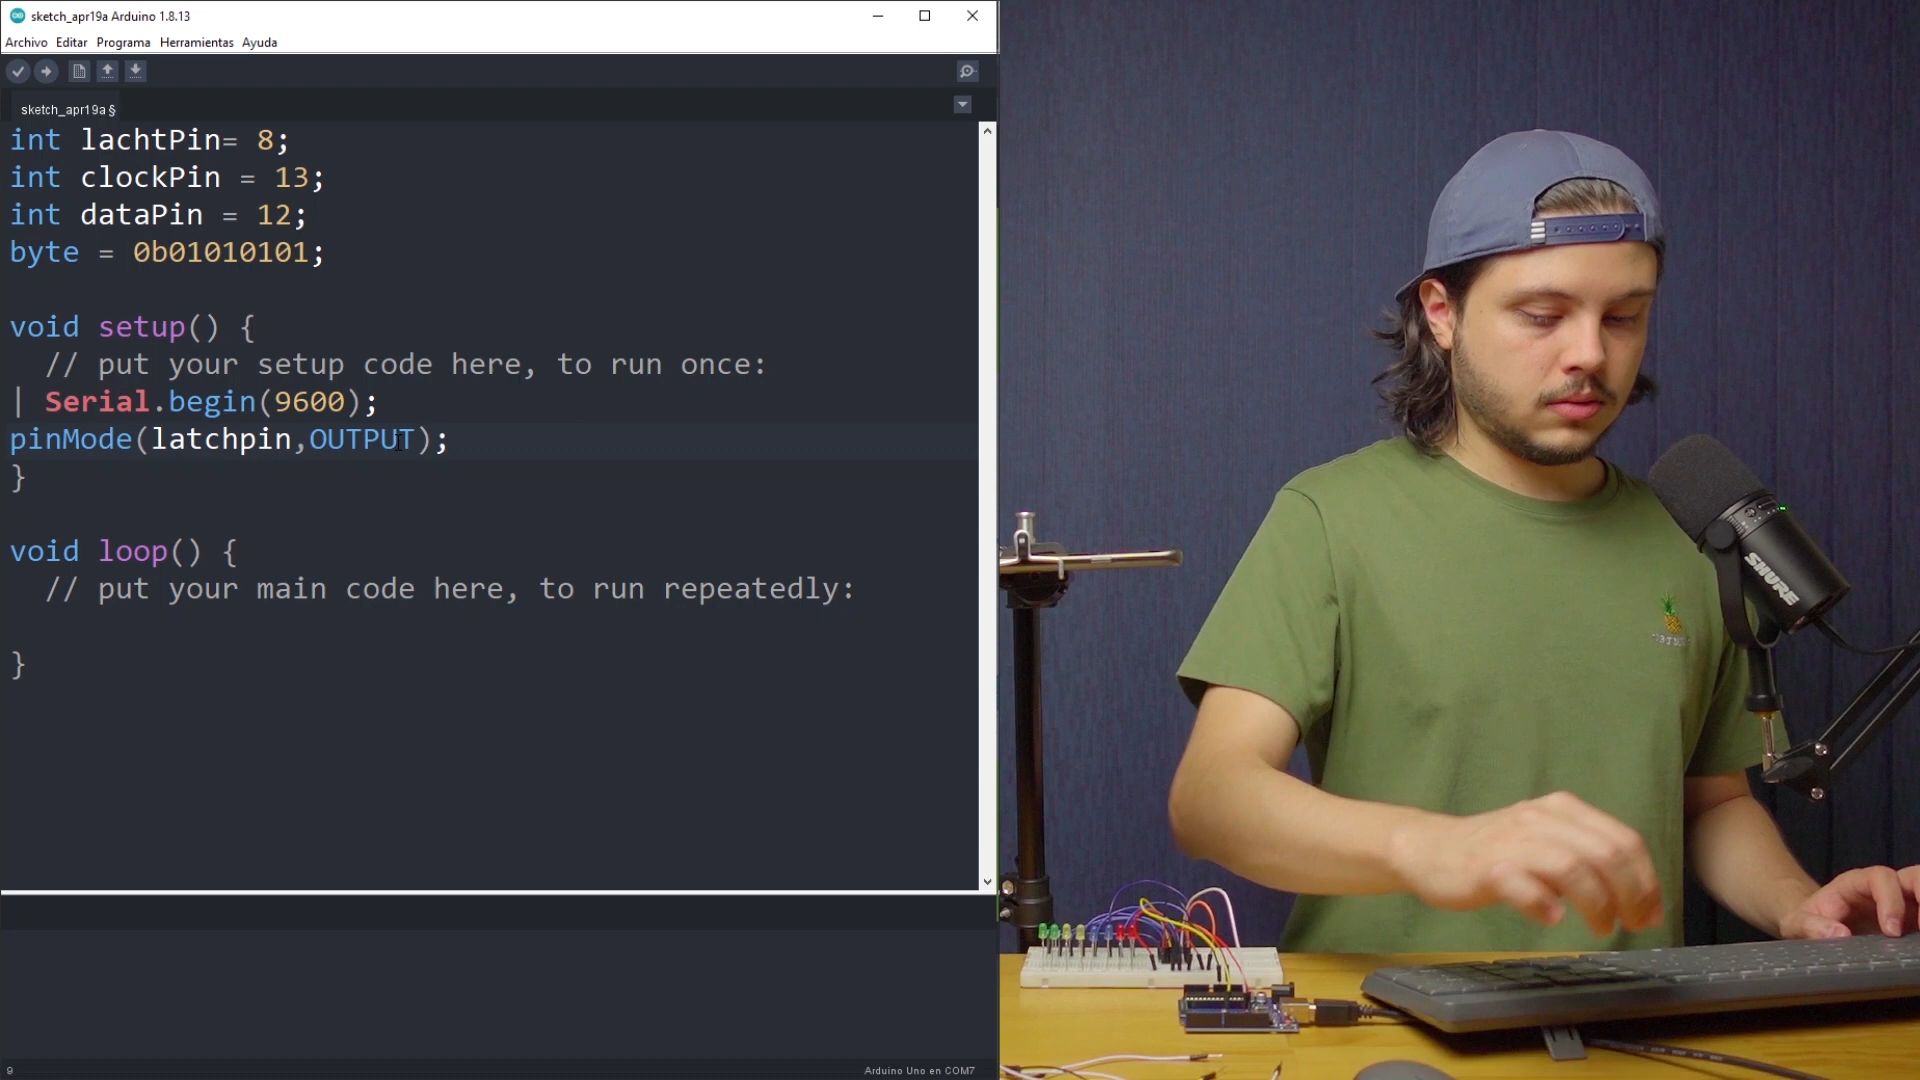 sketch_apr19a Arduino 1.8.13
Archivo Editar Programa Herramientas Ayuda
sketch_apr19a §
int lachtPin= 8;
int clockPin = 13;
int dataPin = 12;
byte = 0b01010101;
void setup() {
// put your setup code here, to run once:
| Serial.begin(9600);
pinMode(latchpin,OUTPUT);
}
void loop() {
// put your main code here, to run repeatedly:
}
9
Arduino Uno en COM7
SHURE